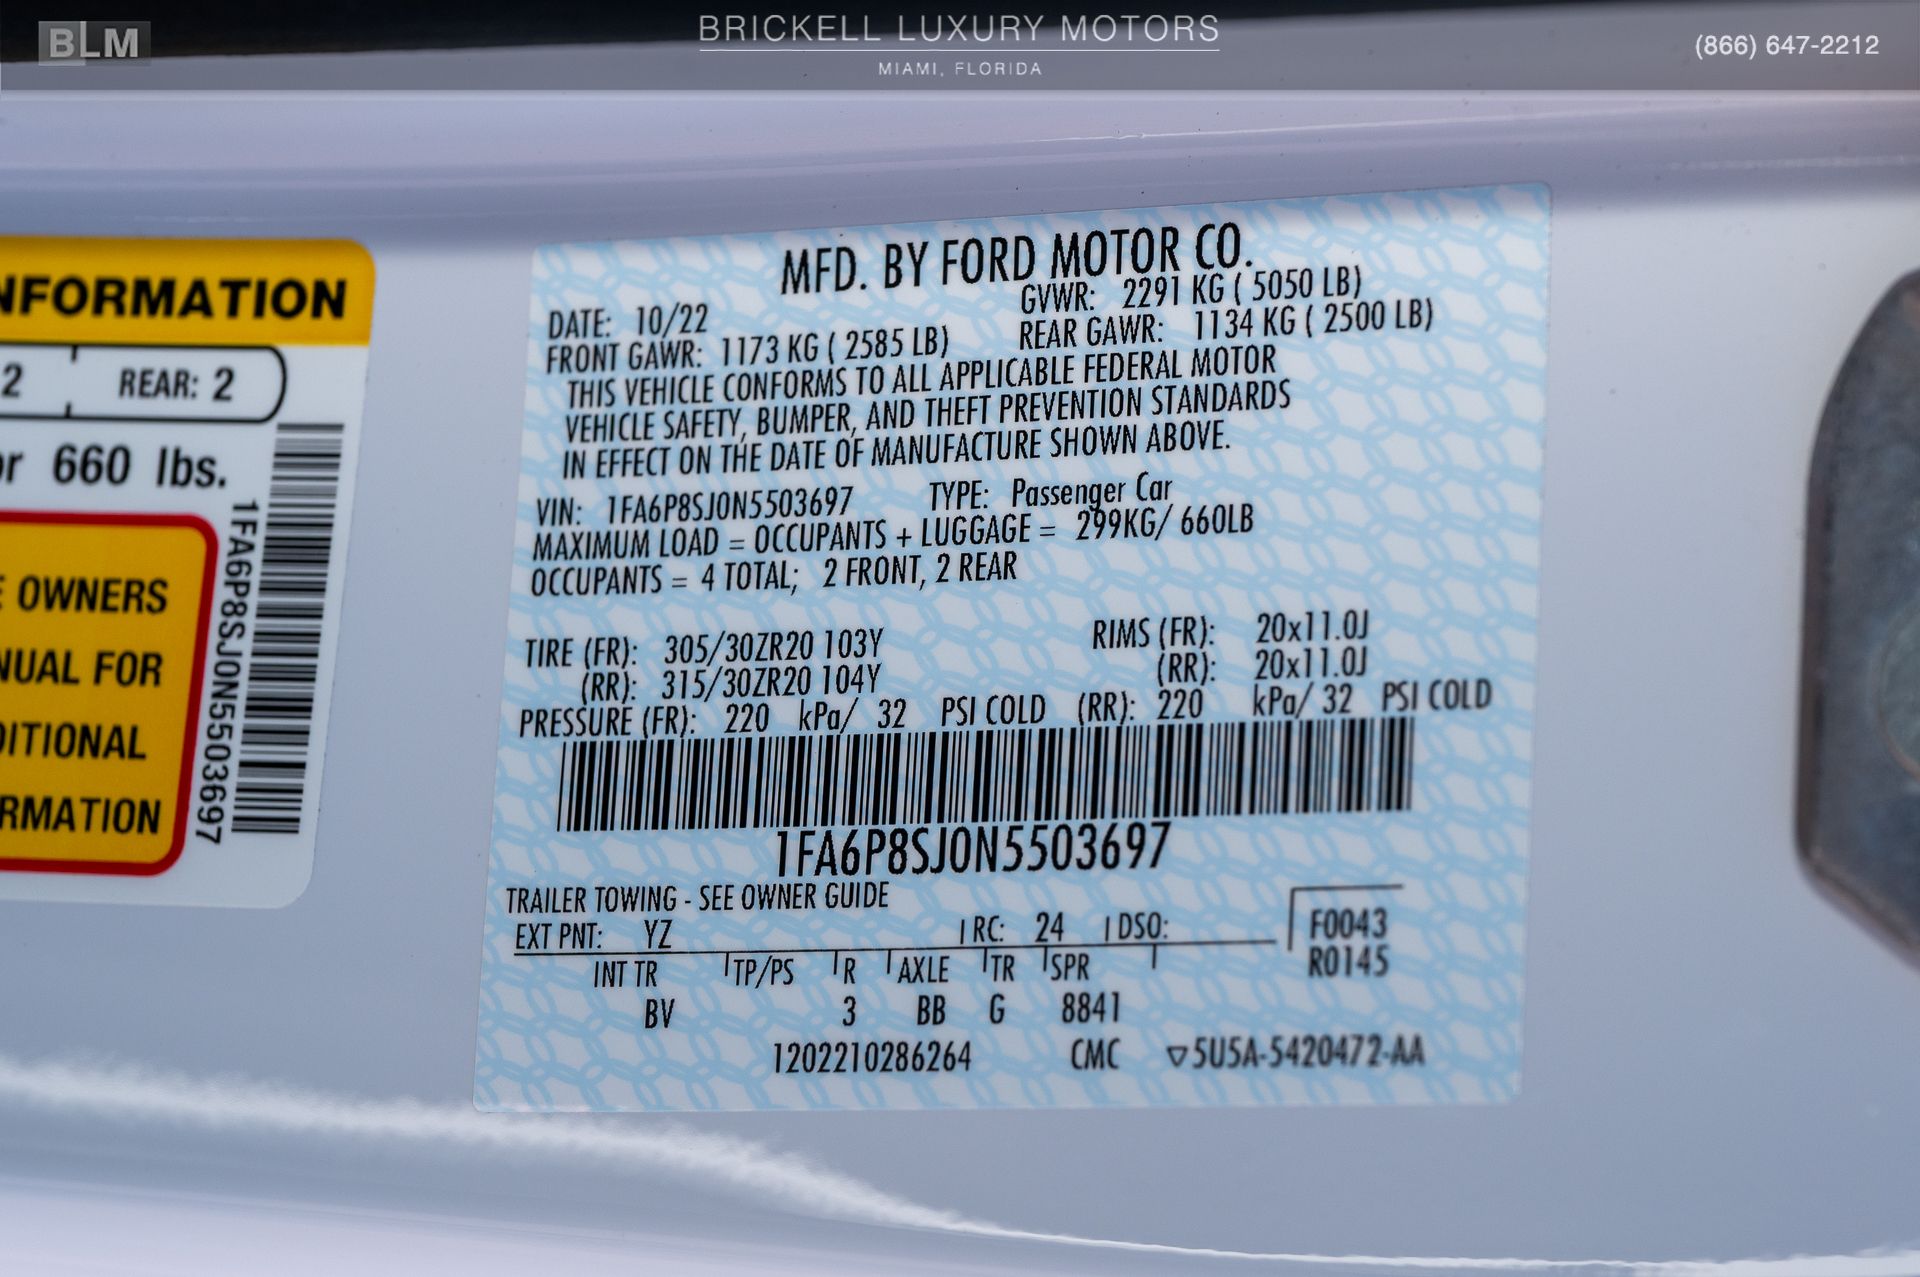 BLM
BRICKELL LUXURY MOTORS
MIAMI, FLORIDA
(866) 647-2212
NFORMATION
2 REAR: 2
or 660 lbs.
1FA6P8SJ0N5503697
E OWNERS
NUAL FOR
DITIONAL
RMATION
MFD. BY FORD MOTOR CO.
DATE: 10/22 GVWR: 2291 KG ( 5050 LB)
FRONT GAWR: 1173 KG ( 2585 LB) REAR GAWR: 1134 KG ( 2500 LB)
THIS VEHICLE CONFORMS TO ALL APPLICABLE FEDERAL MOTOR
VEHICLE SAFETY, BUMPER, AND THEFT PREVENTION STANDARDS
IN EFFECT ON THE DATE OF MANUFACTURE SHOWN ABOVE.
VIN: 1FA6P8SJ0N5503697 TYPE: Passenger Car
MAXIMUM LOAD = OCCUPANTS + LUGGAGE = 299KG/ 660LB
OCCUPANTS = 4 TOTAL; 2 FRONT, 2 REAR
TIRE (FR): 305/30ZR20 103Y RIMS (FR): 20x11.0J
(RR): 315/30ZR20 104Y (RR): 20x11.0J
PRESSURE (FR): 220 kPa/ 32 PSI COLD (RR): 220 kPa/ 32 PSI COLD
1FA6P8SJ0N5503697
TRAILER TOWING - SEE OWNER GUIDE
EXT PNT: YZ RC: 24 DSO: F0043
INT TR TP/PS R AXLE TR SPR R0145
BV 3 BB G 8841
1202210286264 CMC ▽5U5A-5420472-AA